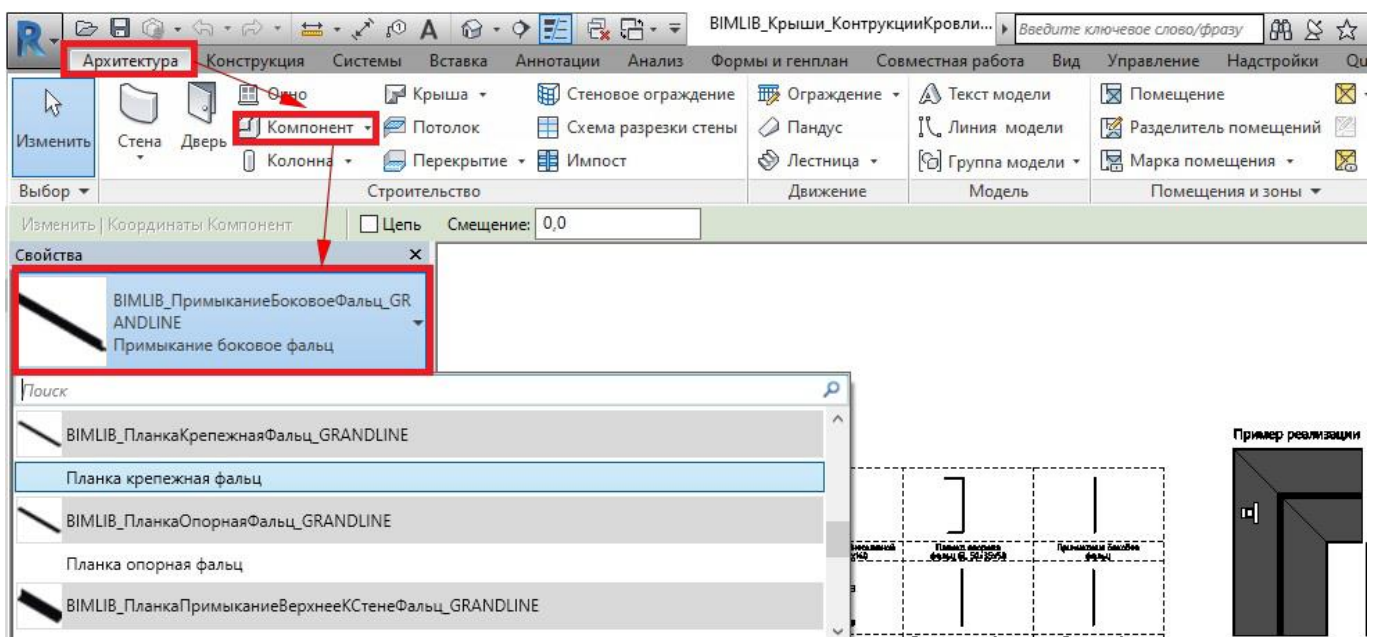 R
A
BIMLIB_Крыши_КонтрукцииКровли...
Введите ключевое слово/фразу
Архитектура Конструкция Системы Вставка Аннотации Анализ Формы и генплан Совместная работа Вид Управление Надстройки Qu
Изменить
Стена
Дверь
Окно
Компонент
Колонна
Крыша
Потолок
Перекрытие
Стеновое ограждение
Схема разрезки стены
Импост
Ограждение
Пандус
Лестница
Текст модели
Линия модели
Группа модели
Помещение
Разделитель помещений
Марка помещения
Выбор Строительство Движение Модель Помещения и зоны
Изменить | Координаты Компонент Цепь Смещение: 0,0
Свойства
BIMLIB_ПримыканиеБоковоеФальц_GR
ANDLINE
Примыкание боковое фальц
Поиск
BIMLIB_ПланкаКрепежнаяФальц_GRANDLINE
Планка крепежная фальц
BIMLIB_ПланкаОпорнаяФальц_GRANDLINE
Планка опорная фальц
BIMLIB_ПланкаПримыканиеВерхнееКСтенеФальц_GRANDLINE
Пример реализации